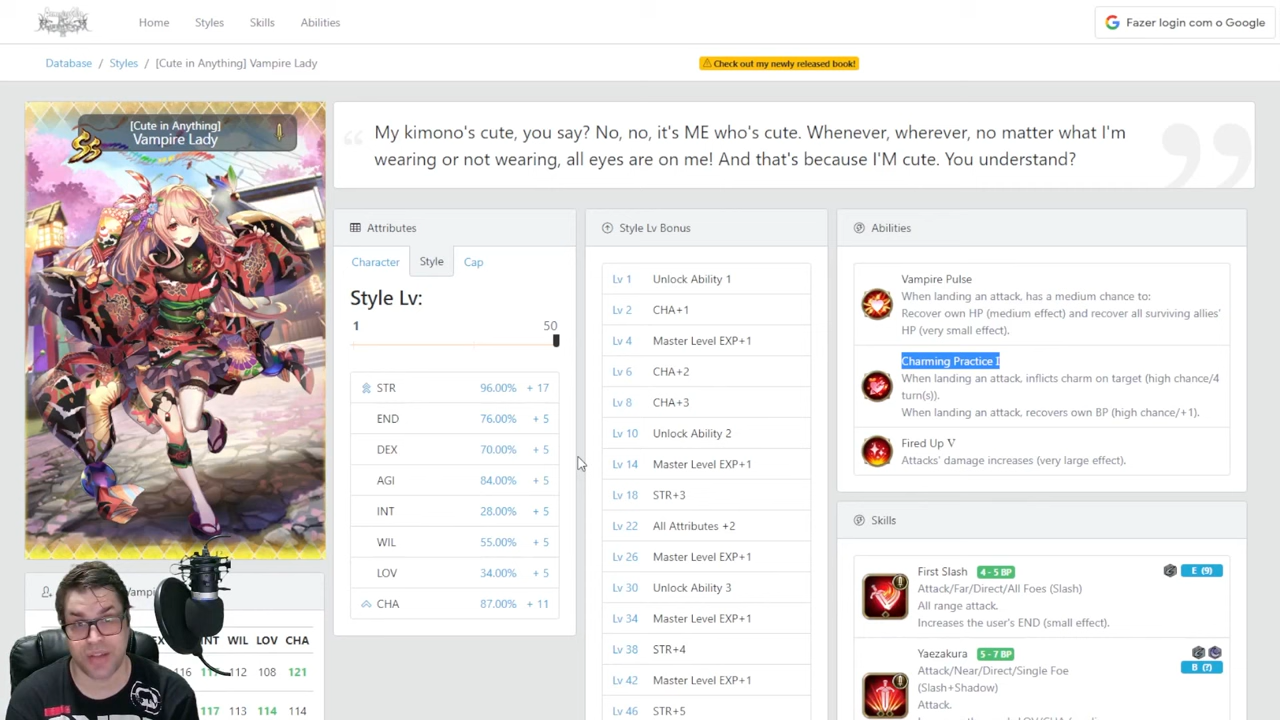 Home
Styles
Skills
Abilities
Fazer login com o Google
Database / Styles / [Cute in Anything] Vampire Lady
Check out my newly released book!
[Cute in Anything]
Vampire Lady
SS
My kimono's cute, you say? No, no, it's ME who's cute. Whenever, wherever, no matter what I'm
wearing or not wearing, all eyes are on me! And that's because I'M cute. You understand?
Attributes
Character
Style
Cap
Style Lv:
1
50
STR 96.00% + 17
END 76.00% + 5
DEX 70.00% + 5
AGI 84.00% + 5
INT 28.00% + 5
WIL 55.00% + 5
LOV 34.00% + 5
CHA 87.00% + 11
Style Lv Bonus
Lv 1 Unlock Ability 1
Lv 2 CHA+1
Lv 4 Master Level EXP+1
Lv 6 CHA+2
Lv 8 CHA+3
Lv 10 Unlock Ability 2
Lv 14 Master Level EXP+1
Lv 18 STR+3
Lv 22 All Attributes +2
Lv 26 Master Level EXP+1
Lv 30 Unlock Ability 3
Lv 34 Master Level EXP+1
Lv 38 STR+4
Lv 42 Master Level EXP+1
Lv 46 STR+5
Abilities
Vampire Pulse
When landing an attack, has a medium chance to:
Recover own HP (medium effect) and recover all surviving allies'
HP (very small effect).
Charming Practice I
When landing an attack, inflicts charm on target (high chance/4
turn(s)).
When landing an attack, recovers own BP (high chance/+1).
Fired Up V
Attacks' damage increases (very large effect).
Skills
First Slash 4 - 5 BP E (9)
Attack/Far/Direct/All Foes (Slash)
All range attack.
Increases the user's END (small effect).
Yaezakura 5 - 7 BP B (7)
Attack/Near/Direct/Single Foe
(Slash+Shadow)
Attack.
INT WIL LOV CHA
116 112 108 121
117 113 114 114